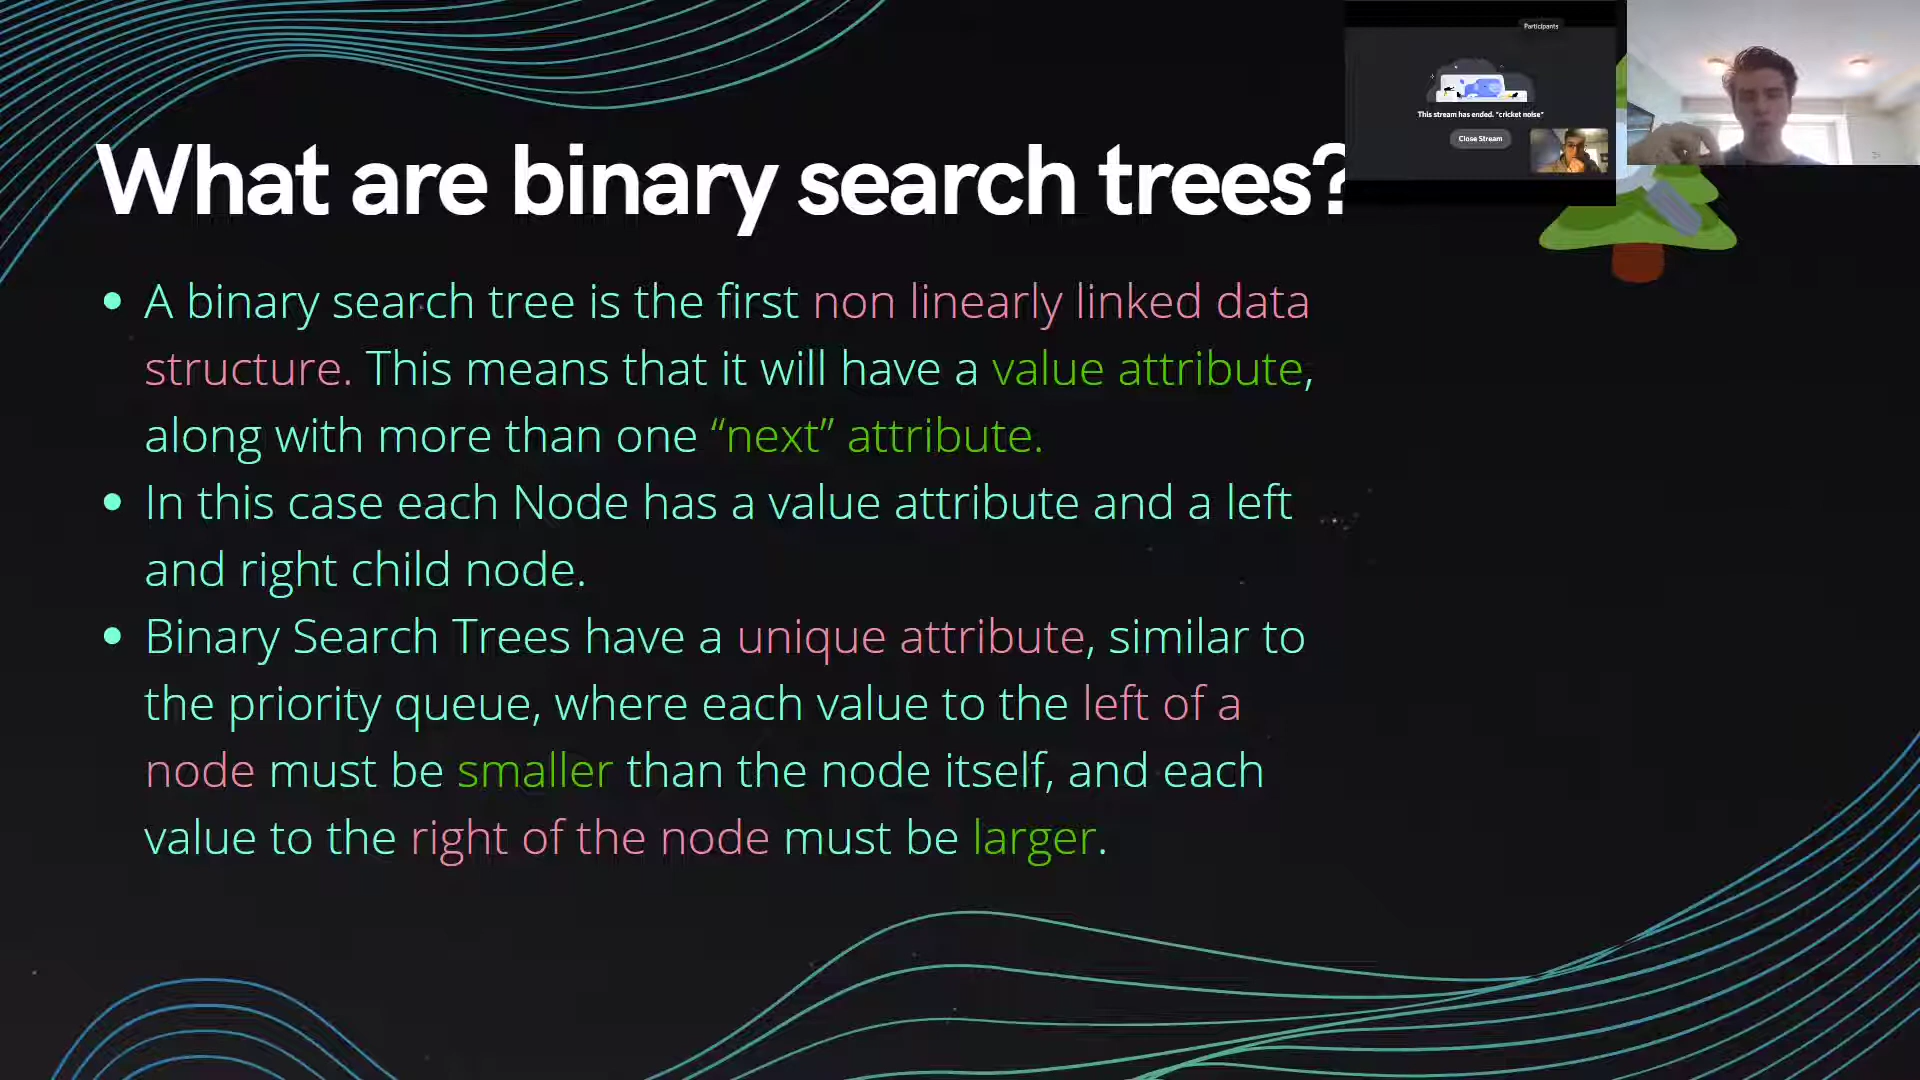 Participants
This stream has ended. *cricket noise*
Close Stream
What are binary search trees?
• A binary search tree is the first non linearly linked data
structure. This means that it will have a value attribute,
along with more than one “next” attribute.
• In this case each Node has a value attribute and a left
and right child node.
• Binary Search Trees have a unique attribute, similar to
the priority queue, where each value to the left of a
node must be smaller than the node itself, and each
value to the right of the node must be larger.